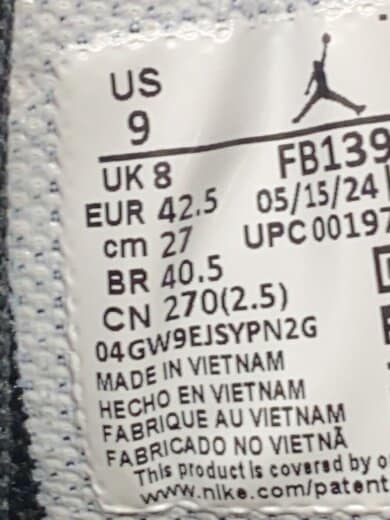 US
9
UK 8 FB139
EUR 42.5 05/15/24
cm 27 UPC 00197
BR 40.5
CN 270(2.5)
04GW9EJSYPN2G
MADE IN VIETNAM
HECHO EN VIETNAM
FABRIQUE AU VIETNAM
FABRICADO NO VIETNÃ
This product is covered by
www.nike.com/patent